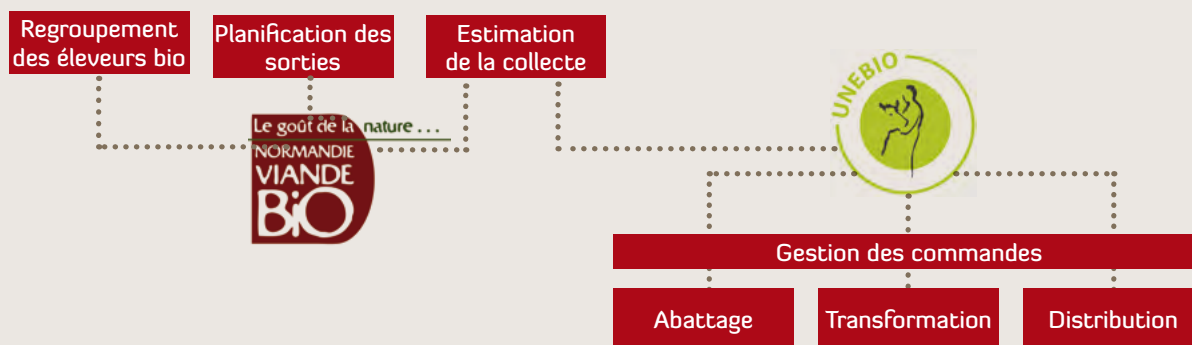 Regroupement
des éleveurs bio
Planification des
sorties
Estimation
de la collecte
UNEBIO
Le goût de la nature ...
NORMANDIE
VIANDE
BiO
Gestion des commandes
Abattage
Transformation
Distribution